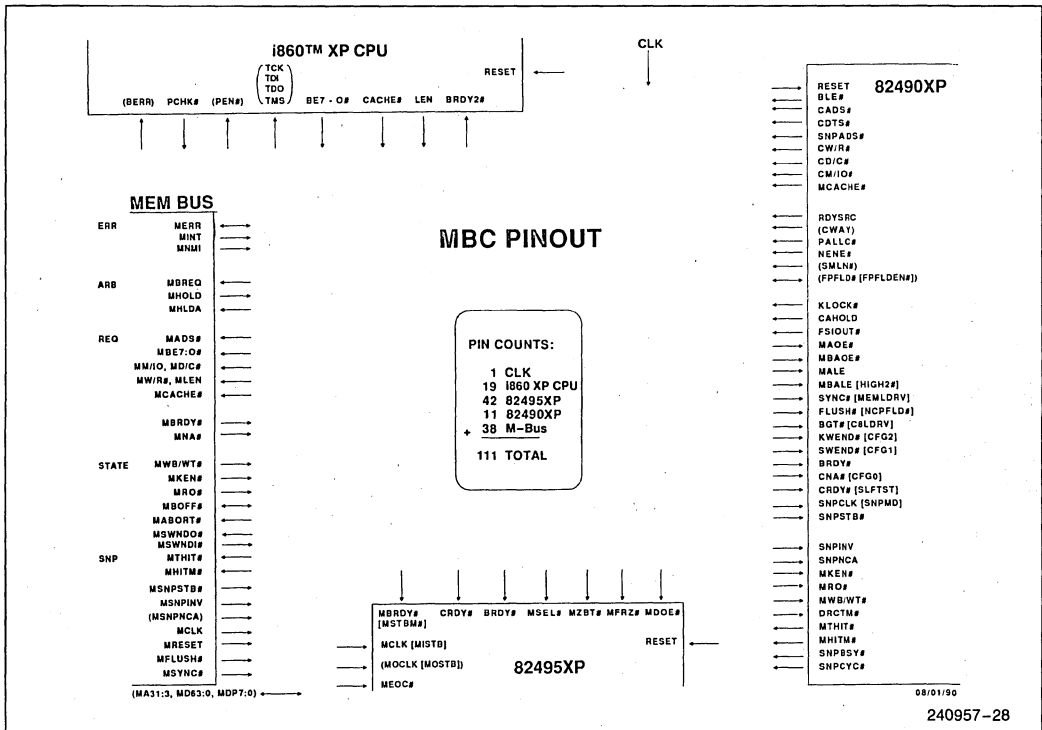 i860™ XP CPU
TCK
TDI
TDO
TMS
RESET
(BERR) PCHK# (PEN#) BE7 - O# CACHE# LEN BRDY2#
CLK
82490XP
RESET
BLE#
CADS#
CDTS#
SNPADS#
CW/R#
CD/C#
CM/IO#
MCACHE#
RDYSRC
(CWAY)
PALLC#
NENE#
(SMLN#)
(FPFLD# [FPFLDEN#])
KLOCK#
CAHOLD
FSIOUT#
MAOE#
MBAOE#
MALE
MBALE [HIGH2#]
SYNC# [MEMLDRV]
FLUSH# [NCPFLD#]
BGT# [C8LDRV]
KWEND# [CFG2]
SWEND# [CFG1]
BRDY#
CNA# [CFG0]
CRDY# [SLFTST]
SNPCLK [SNPMD]
SNPSTB#
SNPINV
SNPNCA
MKEN#
MRO#
MWB/WT#
DRCTM#
MTHIT#
MHITM#
SNPBSY#
SNPCYC#
MEM BUS
ERR MERR
MINT
MNMI
ARB MBREQ
MHOLD
MHLDA
REQ MADS#
MBE7:O#
MM/IO, MD/C#
MW/R#, MLEN
MCACHE#
MBRDY#
MNA#
STATE MWB/WT#
MKEN#
MRO#
MBOFF#
MABORT#
MSWNDO#
MSWNDI#
SNP MTHIT#
MHITM#
MSNPSTB#
MSNPINV
(MSNPNCA)
MCLK
MRESET
MFLUSH#
MSYNC#
(MA31:3, MD63:0, MDP7:0)
MBC PINOUT
PIN COUNTS:
1 CLK
19 i860 XP CPU
42 82495XP
11 82490XP
+ 38 M-Bus
111 TOTAL
MBRDY# CRDY# BRDY# MSEL# MZBT# MFRZ# MDOE#
[MSTBM#]
MCLK [MISTB]
RESET
(MOCLK [MOSTB])
82495XP
MEOC#
08/01/90
240957-28